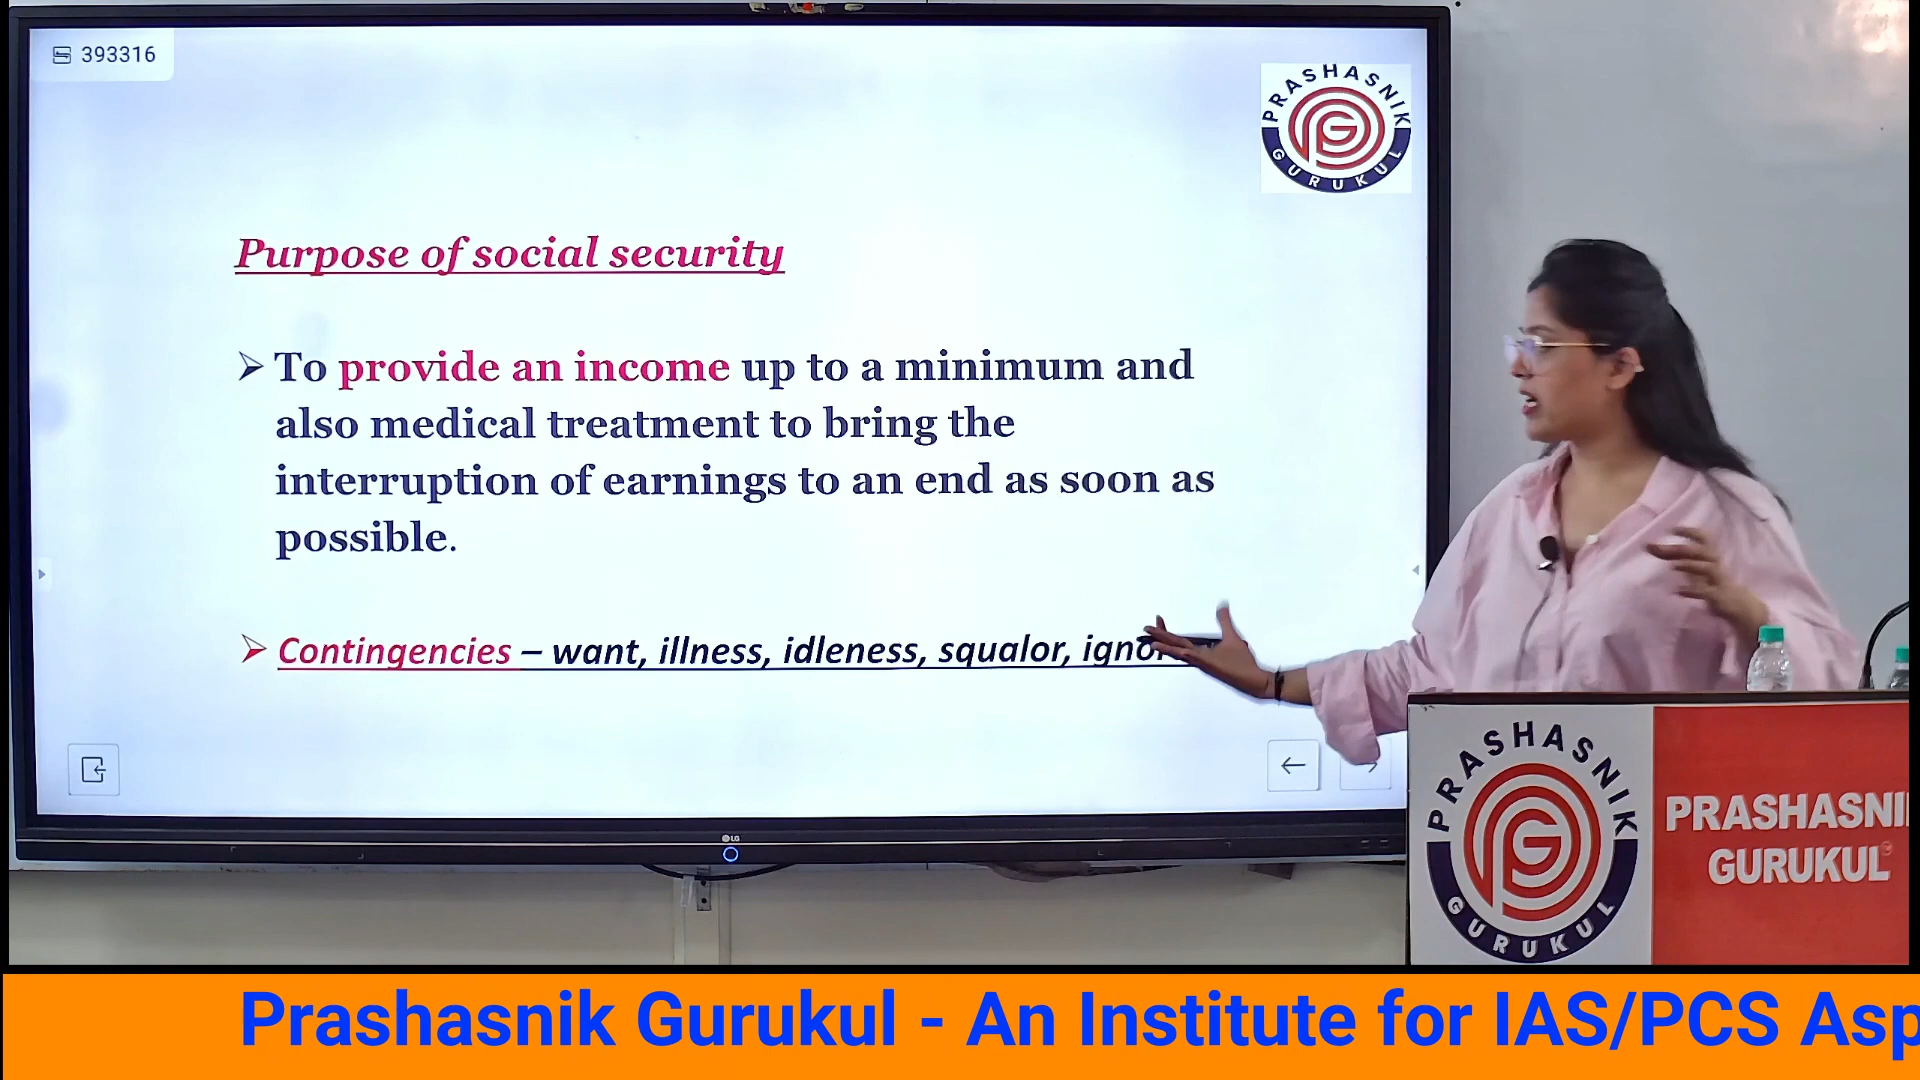 393316
PRASHASNIK
GURUKUL
Purpose of social security
➢ To provide an income up to a minimum and
also medical treatment to bring the
interruption of earnings to an end as soon as
possible.
➢ Contingencies – want, illness, idleness, squalor,
LG
PRASHASNIK
GURUKUL
PRASHASNI
GURUKUL
Prashasnik Gurukul - An Institute for IAS/PCS Asp